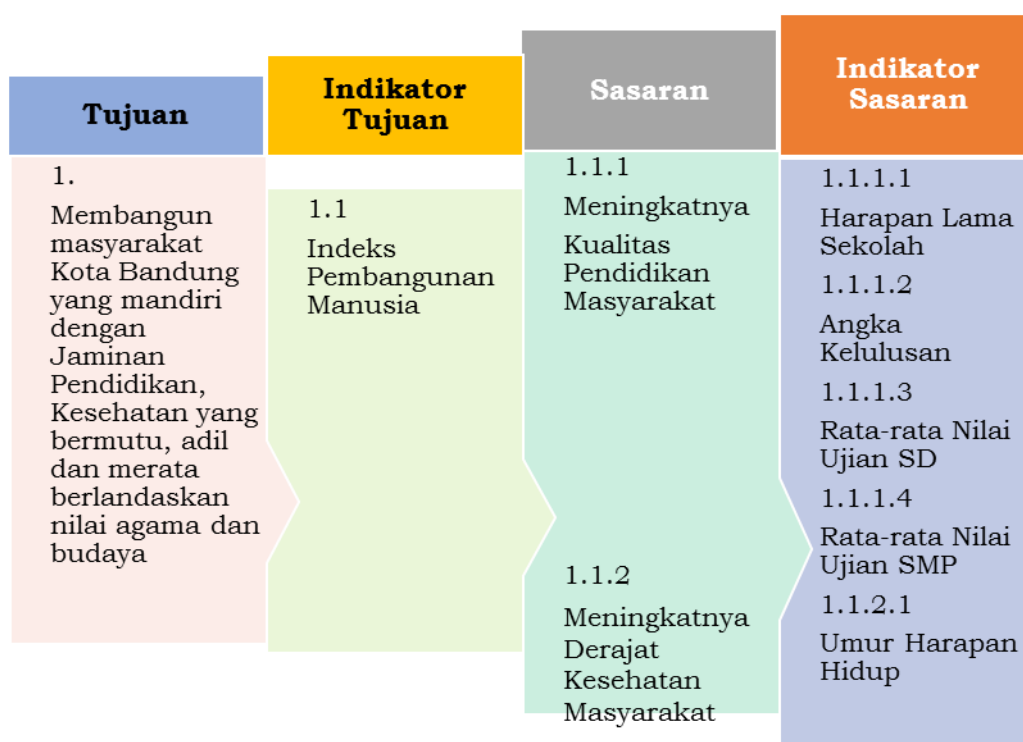 Tujuan
1.
Membangun
masyarakat
Kota Bandung
yang mandiri
dengan
Jaminan
Pendidikan,
Kesehatan yang
bermutu, adil
dan merata
berlandaskan
nilai agama dan
budaya
Indikator
Tujuan
1.1
Indeks
Pembangunan
Manusia
Sasaran
1.1.1
Meningkatnya
Kualitas
Pendidikan
Masyarakat
1.1.2
Meningkatnya
Derajat
Kesehatan
Masyarakat
Indikator
Sasaran
1.1.1.1
Harapan Lama
Sekolah
1.1.1.2
Angka
Kelulusan
1.1.1.3
Rata-rata Nilai
Ujian SD
1.1.1.4
Rata-rata Nilai
Ujian SMP
1.1.2.1
Umur Harapan
Hidup